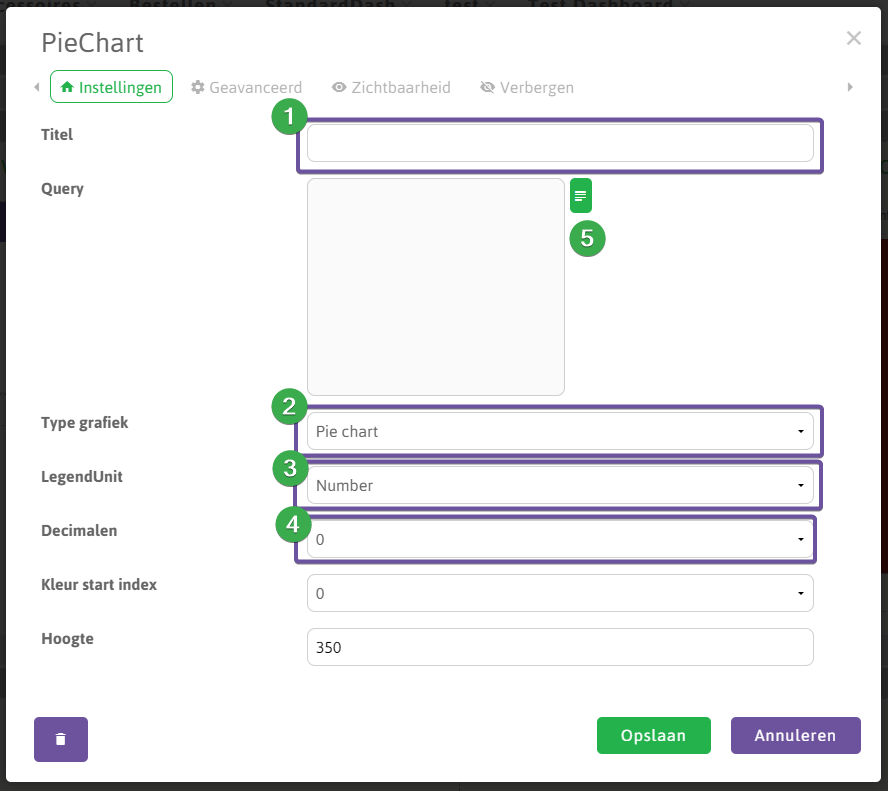 Bestellen StandardDash test Test Dashboard
PieChart
Instellingen Geavanceerd Zichtbaarheid Verbergen
1
Titel
Query
5
2
Type grafiek Pie chart
3
LegendUnit Number
4
Decimalen 0
Kleur start index 0
Hoogte 350
Opslaan Annuleren